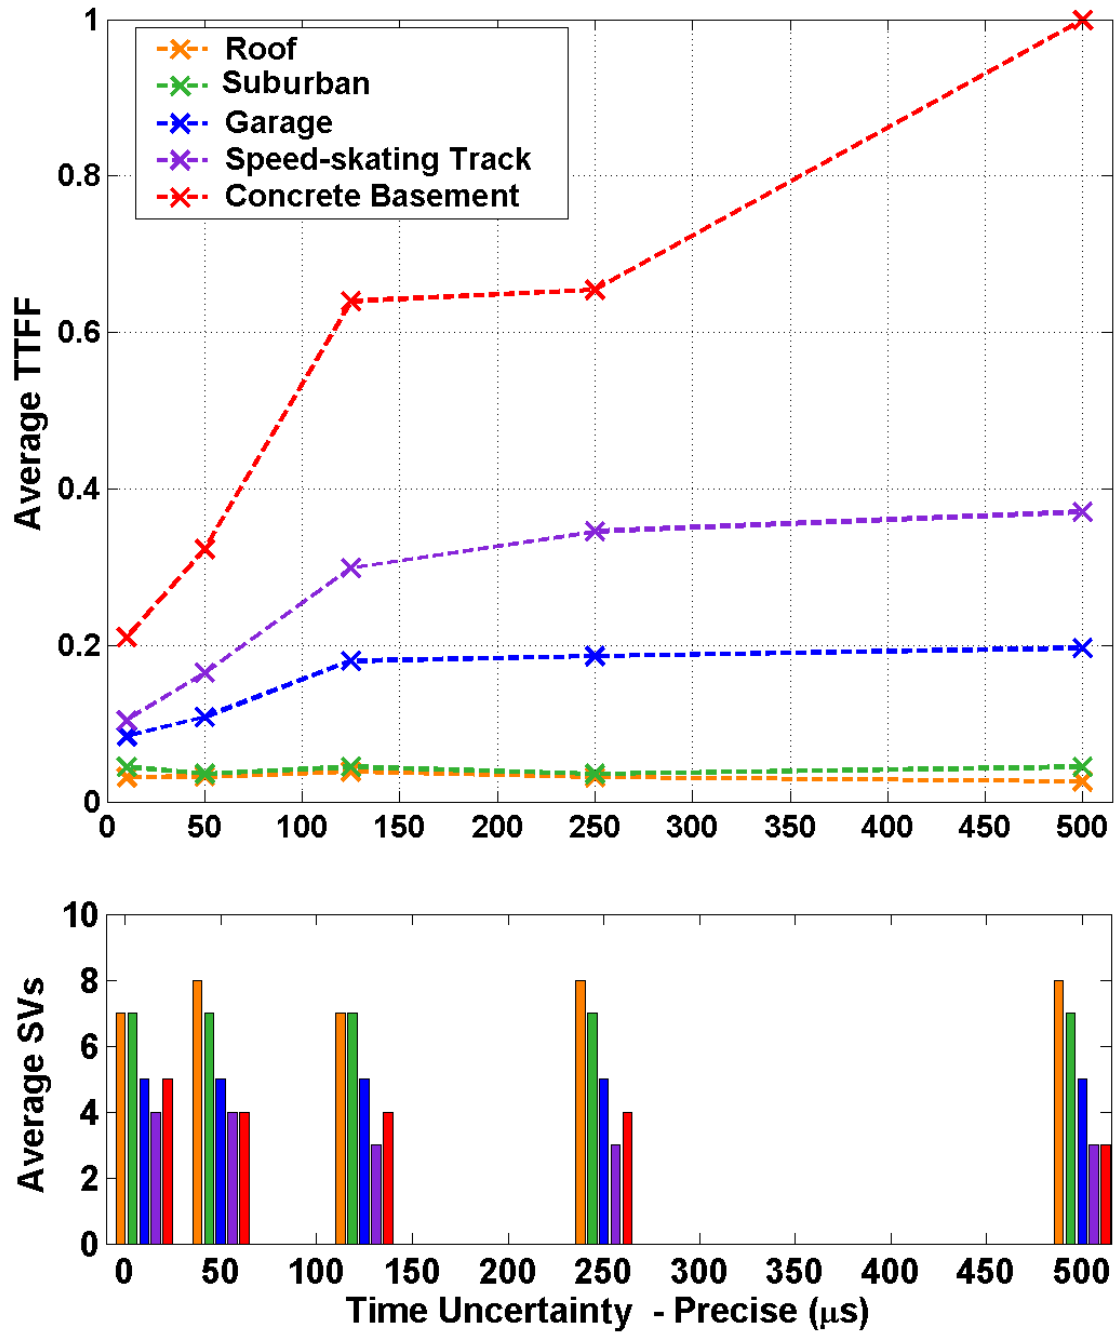 1
0.8
0.6
0.4
0.2
0
Average TTFF
Roof
Suburban
Garage
Speed-skating Track
Concrete Basement
0 50 100 150 200 250 300 350 400 450 500
10
8
6
4
2
0
Average SVs
0 50 100 150 200 250 300 350 400 450 500
Time Uncertainty - Precise (μs)